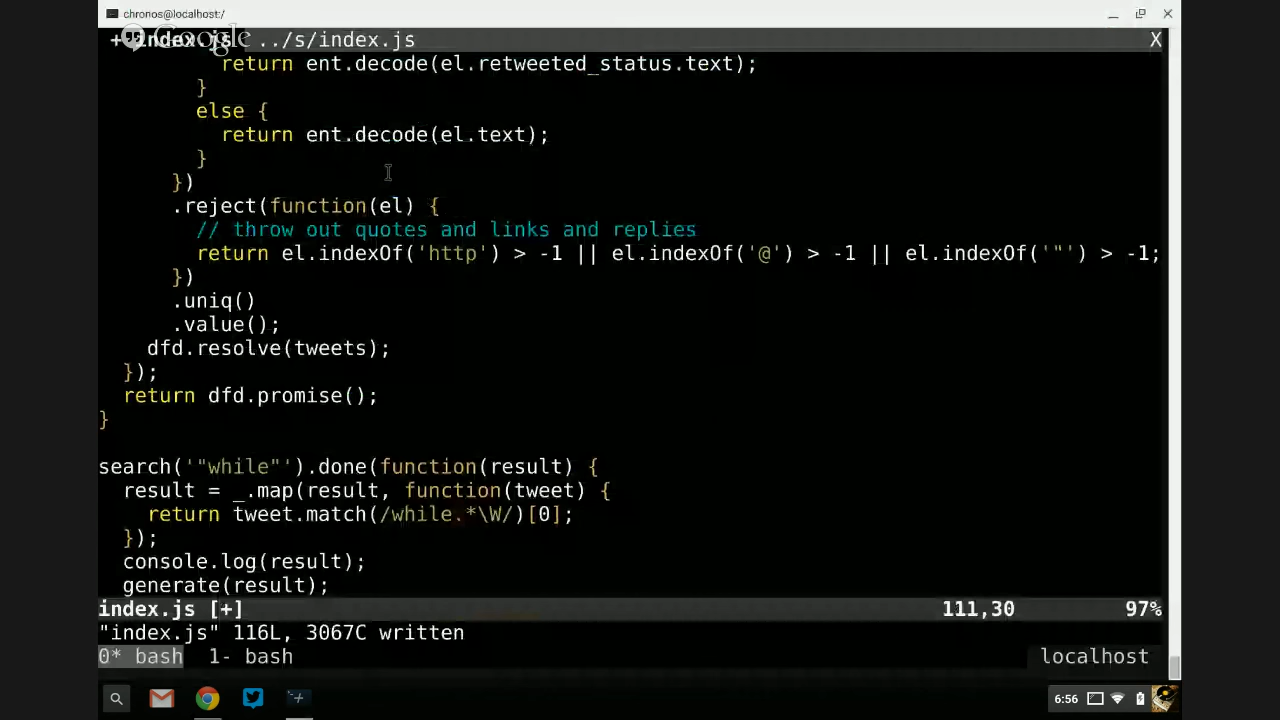 chronos@localhost:/
+ index.js ../s/index.js X
Google
return ent.decode(el.retweeted_status.text);
}
else {
return ent.decode(el.text);
}
})
.reject(function(el) {
// throw out quotes and links and replies
return el.indexOf('http') > -1 || el.indexOf('@') > -1 || el.indexOf('"') > -1;
})
.uniq()
.value();
dfd.resolve(tweets);
});
return dfd.promise();
}
search('"while"').done(function(result) {
result = _.map(result, function(tweet) {
return tweet.match(/while.*\W/)[0];
});
console.log(result);
generate(result);
index.js [+] 111,30 97%
"index.js" 116L, 3067C written
0* bash 1- bash localhost
6:56